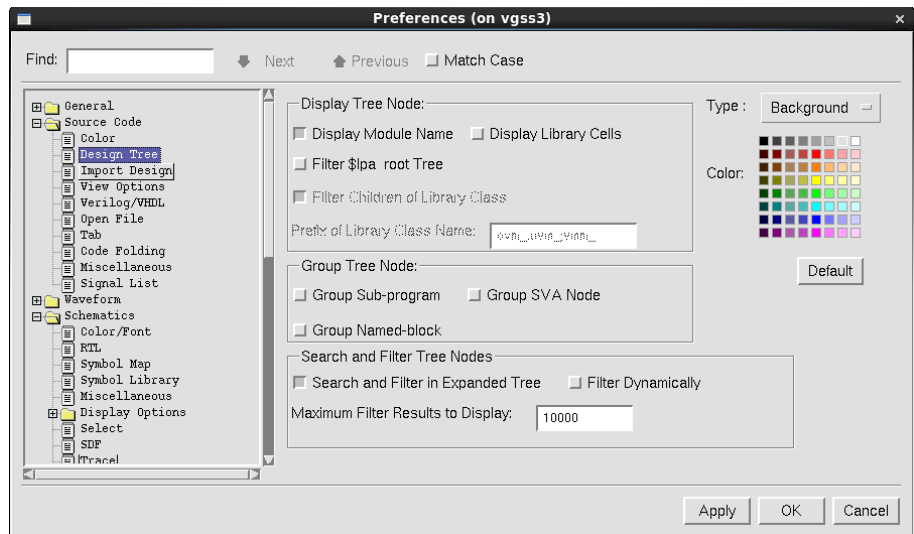 Preferences (on vgss3)
Find:
Next
Previous
Match Case
General
Source Code
Color
Design Tree
Import Design
View Options
Verilog/VHDL
Open File
Tab
Code Folding
Miscellaneous
Signal List
Waveform
Schematics
Color/Font
RTL
Symbol Map
Symbol Library
Miscellaneous
Display Options
Select
SDF
Trace
Display Tree Node:
Display Module Name
Display Library Cells
Filter $lpa root Tree
Filter Children of Library Class
Prefix of Library Class Name:
Group Tree Node:
Group Sub-program
Group SVA Node
Group Named-block
Search and Filter Tree Nodes
Search and Filter in Expanded Tree
Filter Dynamically
Maximum Filter Results to Display:
10000
Type :
Background
Color:
Default
Apply
OK
Cancel